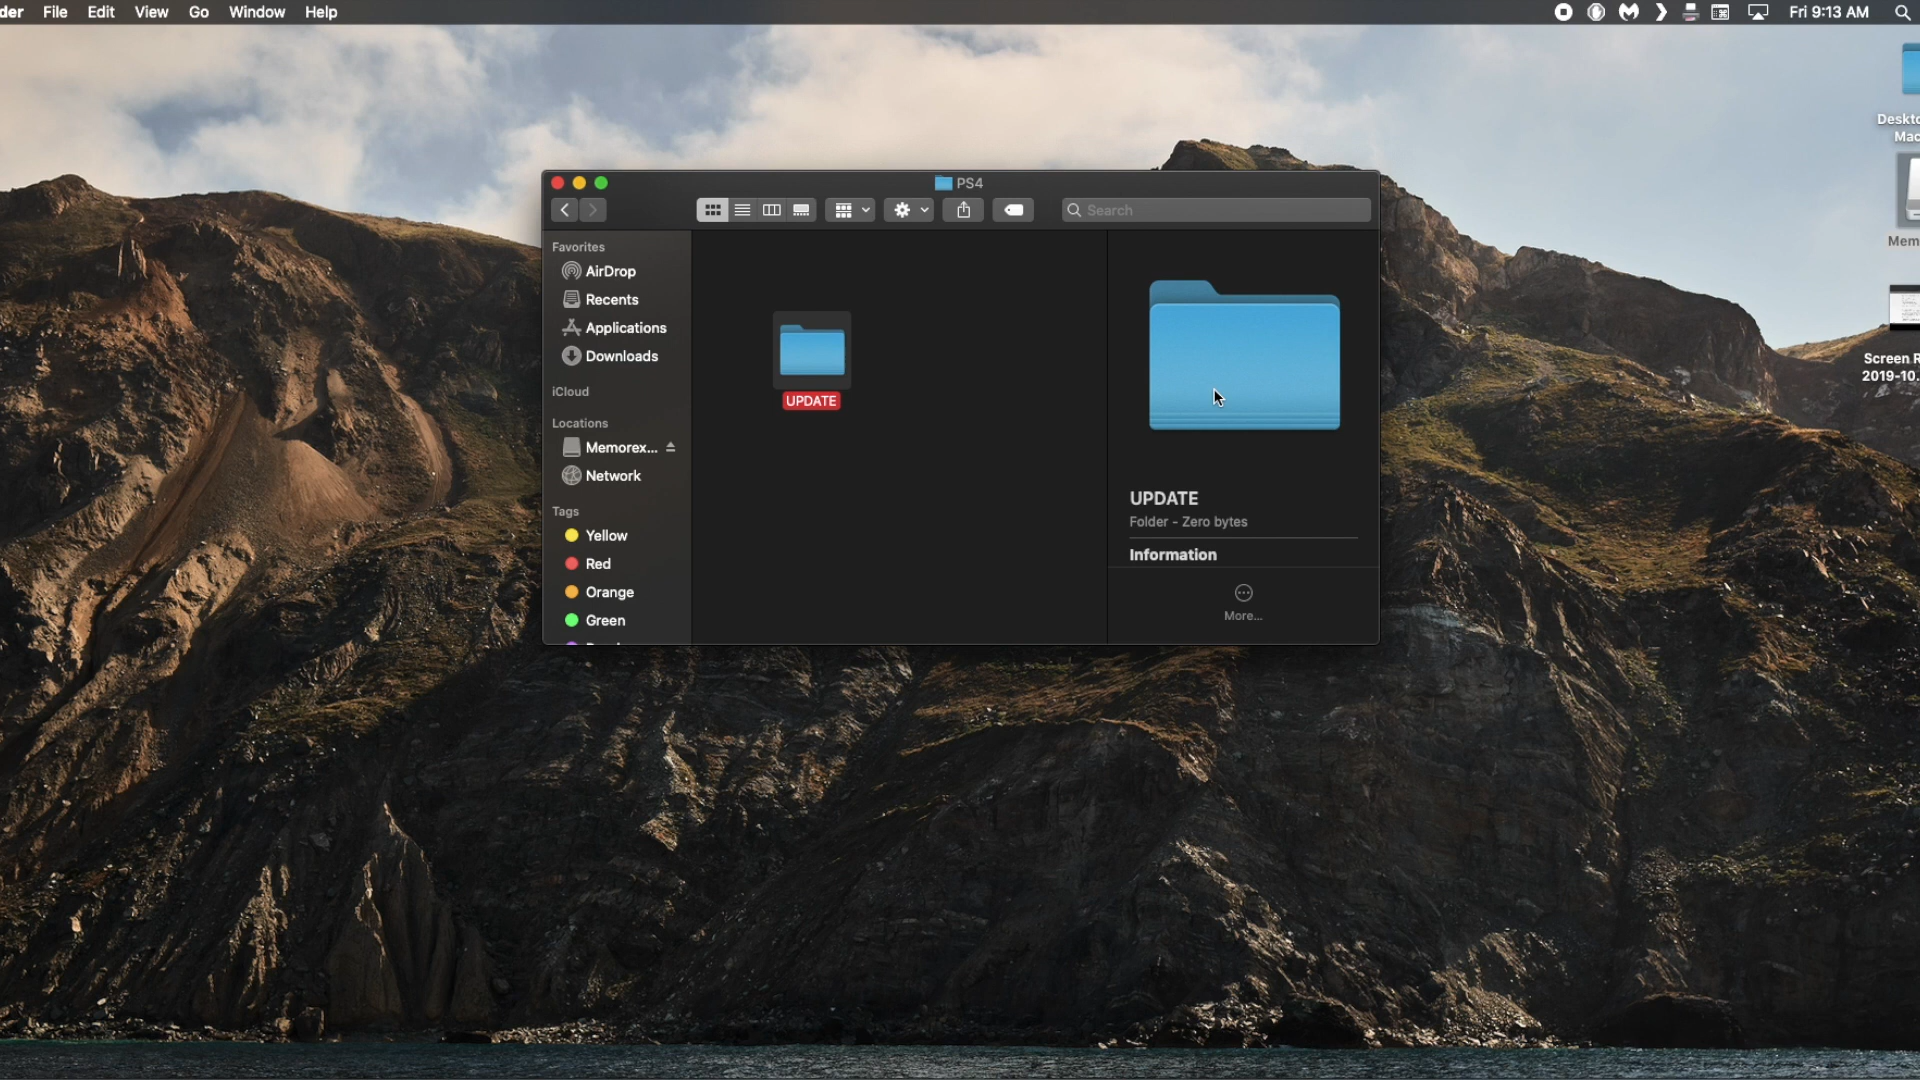 der File Edit View Go Window Help Fri 9:13 AM
PS4
Search
Favorites
AirDrop
Recents
Applications
Downloads
iCloud
Locations
Memorex...
Network
Tags
Yellow
Red
Orange
Green
UPDATE
UPDATE
Folder - Zero bytes
Information
More...
Deskto
Mac
Mem
Screen R
2019-10.